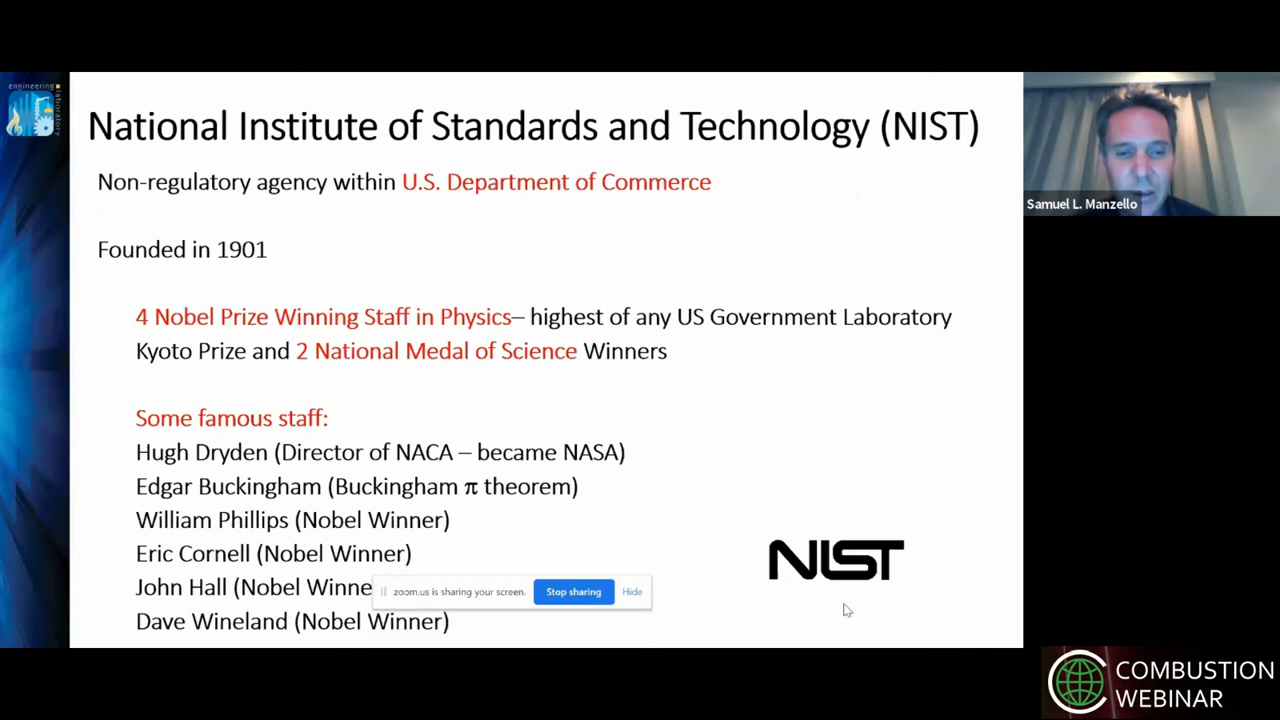 engineering laboratory
National Institute of Standards and Technology (NIST)
Non-regulatory agency within U.S. Department of Commerce
Samuel L. Manzello
Founded in 1901
4 Nobel Prize Winning Staff in Physics– highest of any US Government Laboratory
Kyoto Prize and 2 National Medal of Science Winners
Some famous staff:
Hugh Dryden (Director of NACA – became NASA)
Edgar Buckingham (Buckingham π theorem)
William Phillips (Nobel Winner)
Eric Cornell (Nobel Winner)
NIST
John Hall (Nobel Winne
zoom.us is sharing your screen. Stop sharing Hide
Dave Wineland (Nobel Winner)
COMBUSTION
WEBINAR